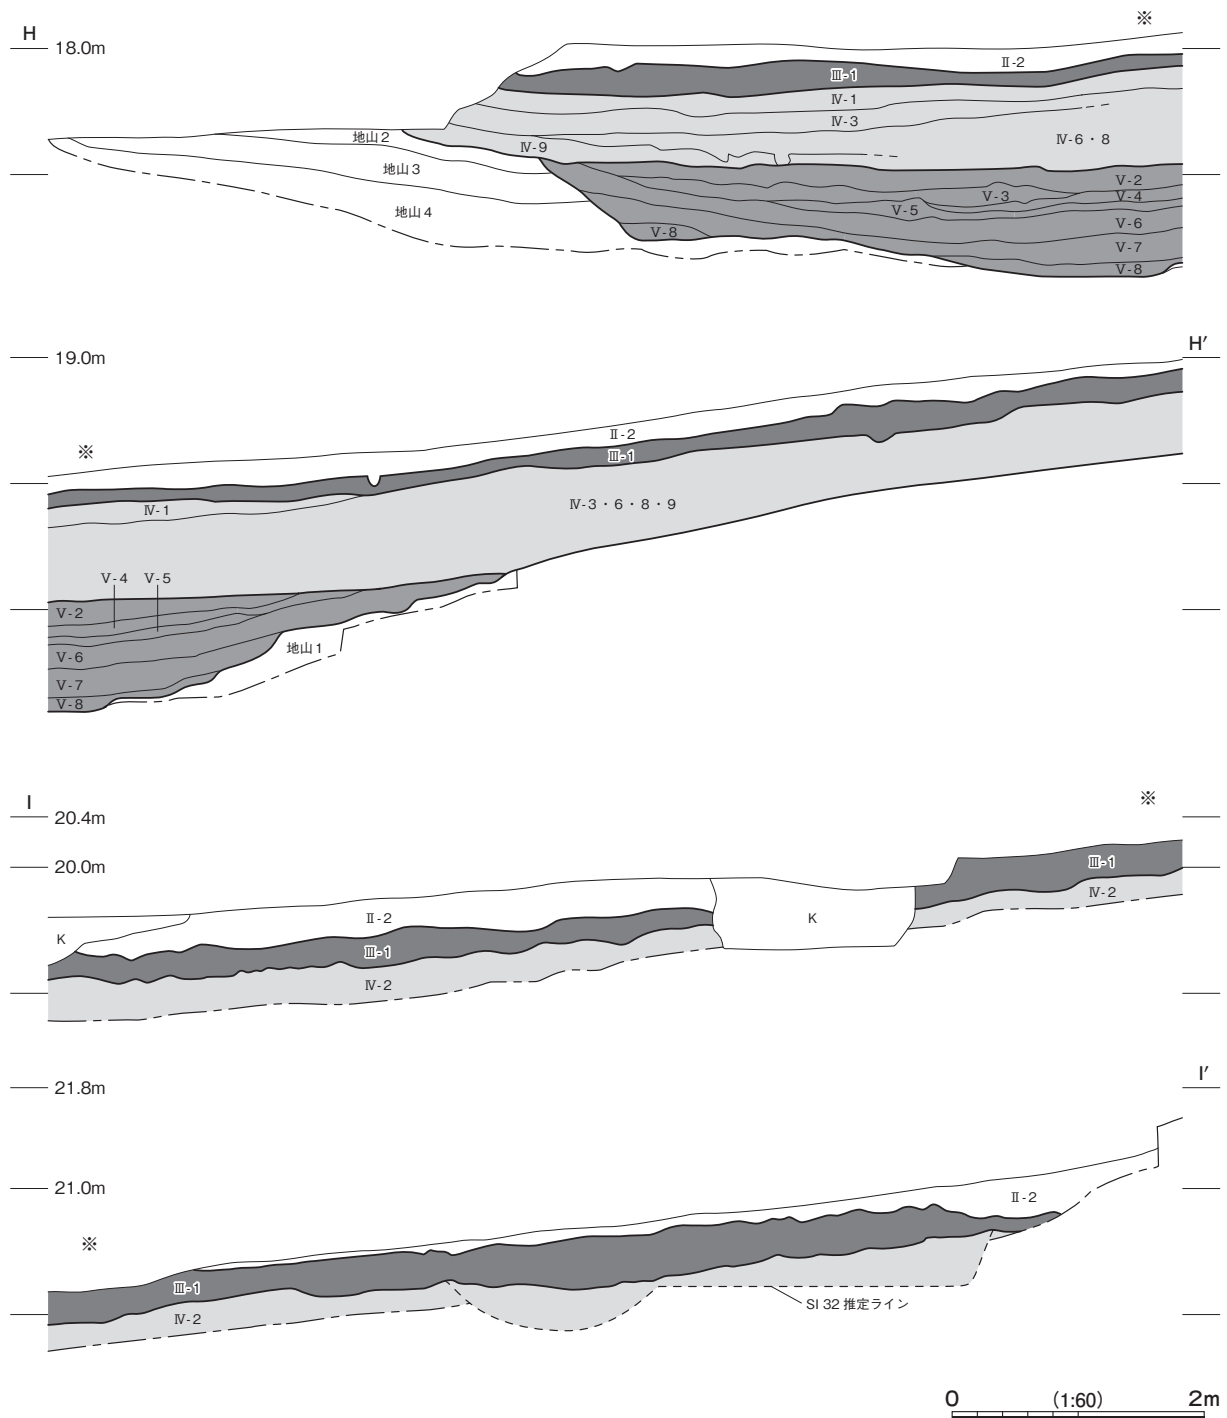 H
18.0m
※
Ⅱ-2
Ⅲ-1
Ⅳ-1
Ⅳ-3
Ⅳ-6・8
Ⅳ-9
地山2
地山3
地山4
Ⅴ-2
Ⅴ-3
Ⅴ-4
Ⅴ-5
Ⅴ-6
Ⅴ-8
Ⅴ-7
Ⅴ-8
19.0m
H′
※
Ⅱ-2
Ⅲ-1
Ⅳ-1
Ⅳ-3・6・8・9
Ⅴ-4 Ⅴ-5
Ⅴ-2
Ⅴ-6
地山1
Ⅴ-7
Ⅴ-8
I
20.4m
※
20.0m
Ⅲ-1
Ⅳ-2
Ⅱ-2
K
K
Ⅲ-1
Ⅳ-2
21.8m
I′
21.0m
Ⅱ-2
※
Ⅲ-1
Ⅳ-2
SI 32 推定ライン
0 (1:60) 2m